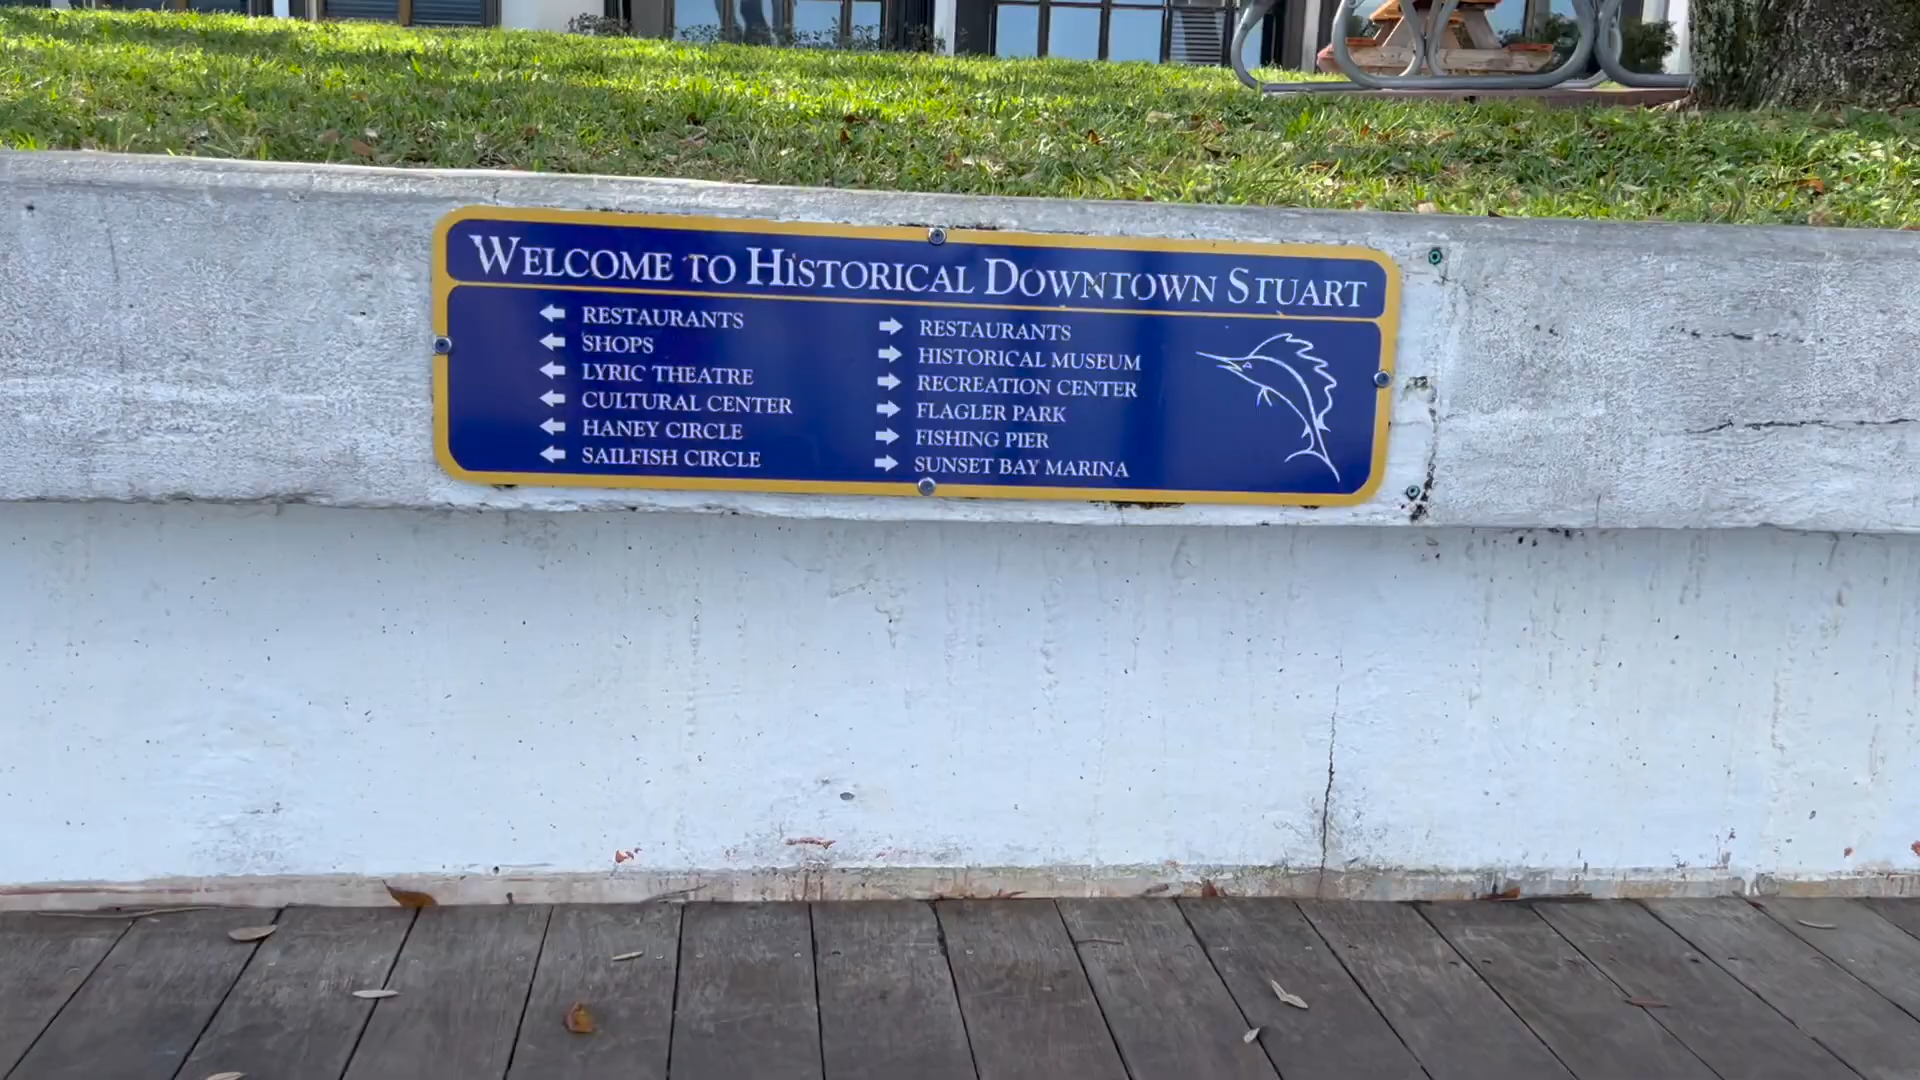 WELCOME TO HISTORICAL DOWNTOWN STUART
RESTAURANTS
SHOPS
LYRIC THEATRE
CULTURAL CENTER
HANEY CIRCLE
SAILFISH CIRCLE
RESTAURANTS
HISTORICAL MUSEUM
RECREATION CENTER
FLAGLER PARK
FISHING PIER
SUNSET BAY MARINA